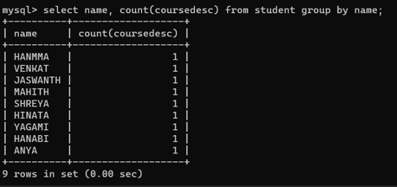 mysql> select name, count(coursedesc) from student group by name;
+----------+-------------------+
| name     | count(coursedesc) |
+----------+-------------------+
| HANMMA   |                 1 |
| VENKAT   |                 1 |
| JASWANTH |                 1 |
| MAHITH   |                 1 |
| SHREYA   |                 1 |
| HINATA   |                 1 |
| YAGAMI   |                 1 |
| HANABI   |                 1 |
| ANYA     |                 1 |
+----------+-------------------+
9 rows in set (0.00 sec)